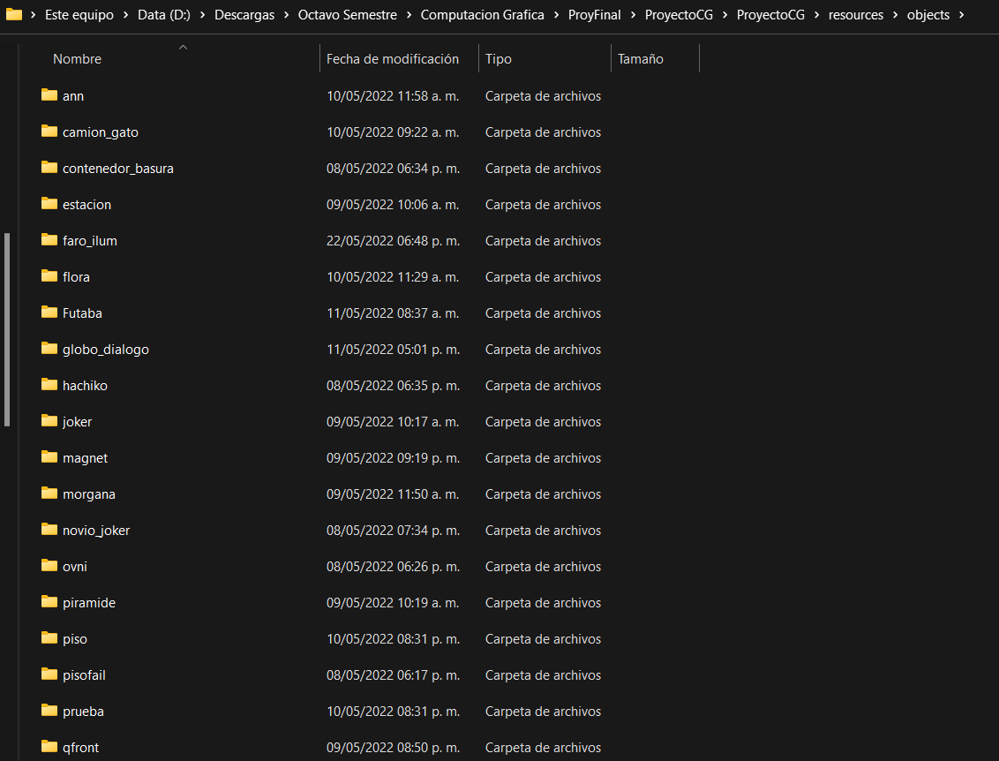 Este equipo > Data (D:) > Descargas > Octavo Semestre > Computacion Grafica > ProyFinal > ProyectoCG > ProyectoCG > resources > objects >
Nombre Fecha de modificación Tipo Tamaño
ann 10/05/2022 11:58 a. m. Carpeta de archivos
camion_gato 10/05/2022 09:22 a. m. Carpeta de archivos
contenedor_basura 08/05/2022 06:34 p. m. Carpeta de archivos
estacion 09/05/2022 10:06 a. m. Carpeta de archivos
faro_ilum 22/05/2022 06:48 p. m. Carpeta de archivos
flora 10/05/2022 11:29 a. m. Carpeta de archivos
Futaba 11/05/2022 08:37 a. m. Carpeta de archivos
globo_dialogo 11/05/2022 05:01 p. m. Carpeta de archivos
hachiko 08/05/2022 06:35 p. m. Carpeta de archivos
joker 09/05/2022 10:17 a. m. Carpeta de archivos
magnet 09/05/2022 09:19 p. m. Carpeta de archivos
morgana 09/05/2022 11:50 a. m. Carpeta de archivos
novio_joker 08/05/2022 07:34 p. m. Carpeta de archivos
ovni 08/05/2022 06:26 p. m. Carpeta de archivos
piramide 09/05/2022 10:19 a. m. Carpeta de archivos
piso 10/05/2022 08:31 p. m. Carpeta de archivos
pisofail 08/05/2022 06:17 p. m. Carpeta de archivos
prueba 10/05/2022 08:31 p. m. Carpeta de archivos
qfront 09/05/2022 08:50 p. m. Carpeta de archivos